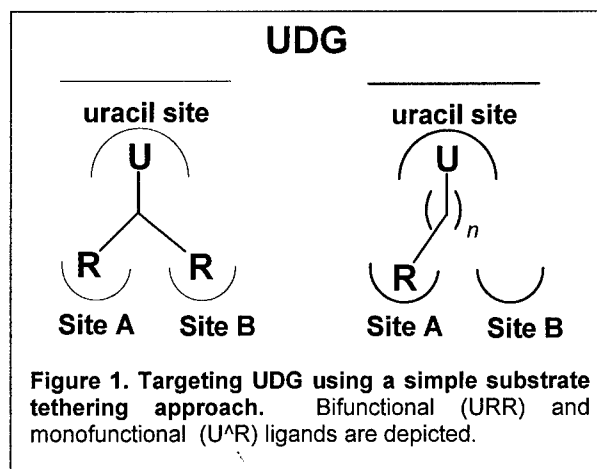 UDG
uracil site uracil site
U U
n
R R R
Site A Site B Site A Site B
Figure 1. Targeting UDG using a simple substrate
tethering approach. Bifunctional (URR) and
monofunctional (U^R) ligands are depicted.